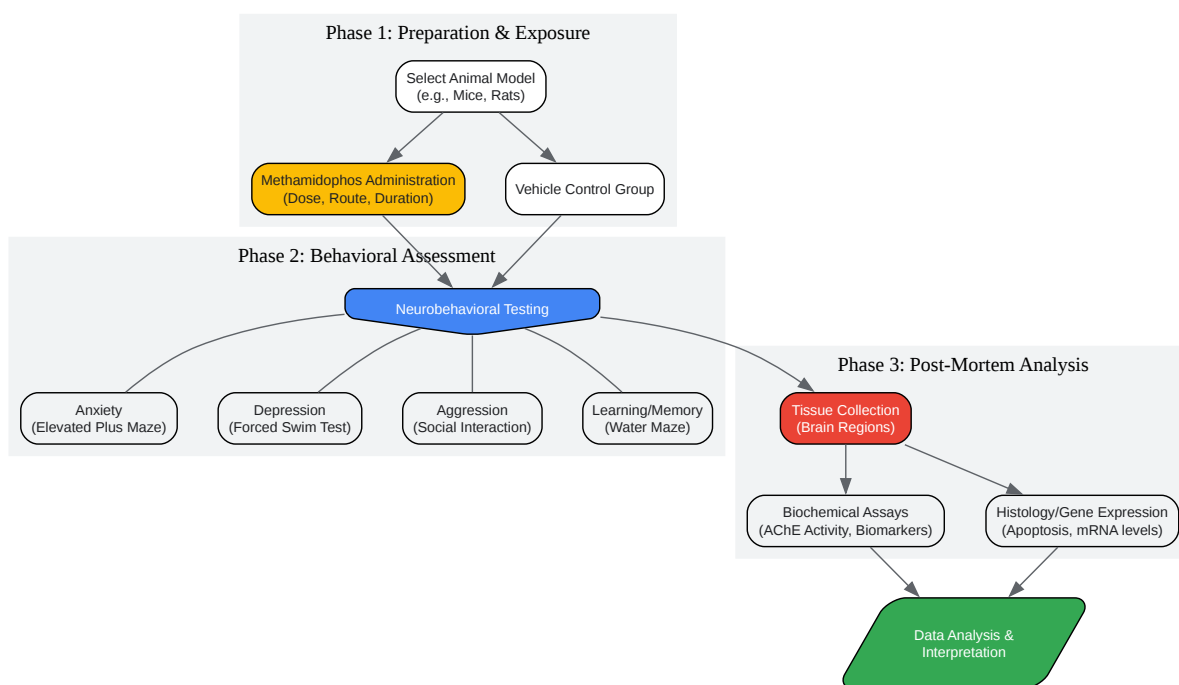 Phase 1: Preparation & Exposure
Select Animal Model
(e.g., Mice, Rats)
Methamidophos Administration
(Dose, Route, Duration)
Vehicle Control Group
Phase 2: Behavioral Assessment
Neurobehavioral Testing
Anxiety
(Elevated Plus Maze)
Depression
(Forced Swim Test)
Aggression
(Social Interaction)
Learning/Memory
(Water Maze)
Phase 3: Post-Mortem Analysis
Tissue Collection
(Brain Regions)
Biochemical Assays
(AChE Activity, Biomarkers)
Histology/Gene Expression
(Apoptosis, mRNA levels)
Data Analysis &
Interpretation